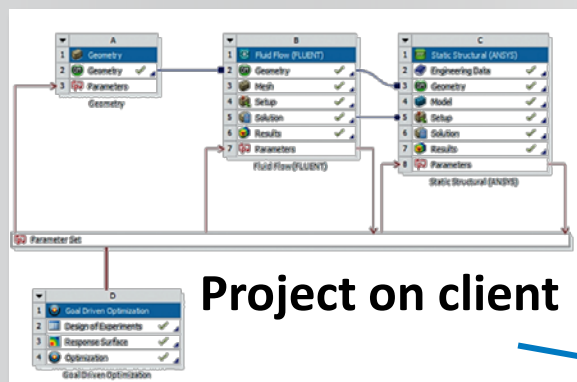 A
1 Geometry
2 Geometry
3 Parameters
Geometry
B
1 Fluid Flow (FLUENT)
2 Geometry
3 Mesh
4 Setup
5 Solution
6 Results
7 Parameters
Fluid Flow (FLUENT)
C
1 Static Structural (ANSYS)
2 Engineering Data
3 Geometry
4 Model
5 Setup
6 Solution
7 Results
8 Parameters
Static Structural (ANSYS)
Parameter Set
D
1 Goal Driven Optimization
2 Design of Experiments
3 Response Surface
4 Optimization
Goal Driven Optimization
Project on client